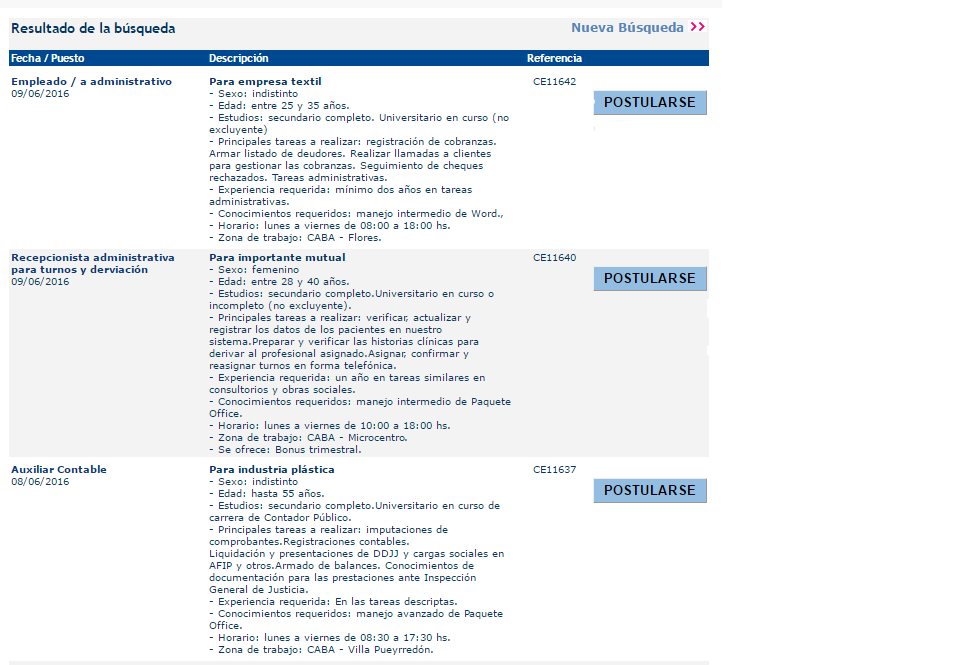 Resultado de la búsqueda
Nueva Búsqueda >>
Fecha / Puesto Descripción Referencia
Empleado / a administrativo
09/06/2016
Para empresa textil
- Sexo: indistinto
- Edad: entre 25 y 35 años.
- Estudios: secundario completo. Universitario en curso (no
excluyente)
- Principales tareas a realizar: registración de cobranzas.
Armar listado de deudores. Realizar llamadas a clientes
para gestionar las cobranzas. Seguimiento de cheques
rechazados. Tareas administrativas.
- Experiencia requerida: mínimo dos años en tareas
administrativas.
- Conocimientos requeridos: manejo intermedio de Word.,
- Horario: lunes a viernes de 08:00 a 18:00 hs.
- Zona de trabajo: CABA - Flores.
CE11642
POSTULARSE
Recepcionista administrativa
para turnos y derviación
09/06/2016
Para importante mutual
- Sexo: femenino
- Edad: entre 28 y 40 años.
- Estudios: secundario completo.Universitario en curso o
incompleto (no excluyente).
- Principales tareas a realizar: verificar, actualizar y
registrar los datos de los pacientes en nuestro
sistema.Preparar y verificar las historias clínicas para
derivar al profesional asignado.Asignar, confirmar y
reasignar turnos en forma telefónica.
- Experiencia requerida: un año en tareas similares en
consultorios y obras sociales.
- Conocimientos requeridos: manejo intermedio de Paquete
Office.
- Horario: lunes a viernes de 10:00 a 18:00 hs.
- Zona de trabajo: CABA - Microcentro.
- Se ofrece: Bonus trimestral.
CE11640
POSTULARSE
Auxiliar Contable
08/06/2016
Para industria plástica
- Sexo: indistinto
- Edad: hasta 55 años.
- Estudios: secundario completo.Universitario en curso de
carrera de Contador Público.
- Principales tareas a realizar: imputaciones de
comprobantes.Registraciones contables.
Liquidación y presentaciones de DDJJ y cargas sociales en
AFIP y otros.Armado de balances. Conocimientos de
documentación para las prestaciones ante Inspección
General de Justicia.
- Experiencia requerida: En las tareas descriptas.
- Conocimientos requeridos: manejo avanzado de Paquete
Office.
- Horario: lunes a viernes de 08:30 a 17:30 hs.
- Zona de trabajo: CABA - Villa Pueyrredón.
CE11637
POSTULARSE